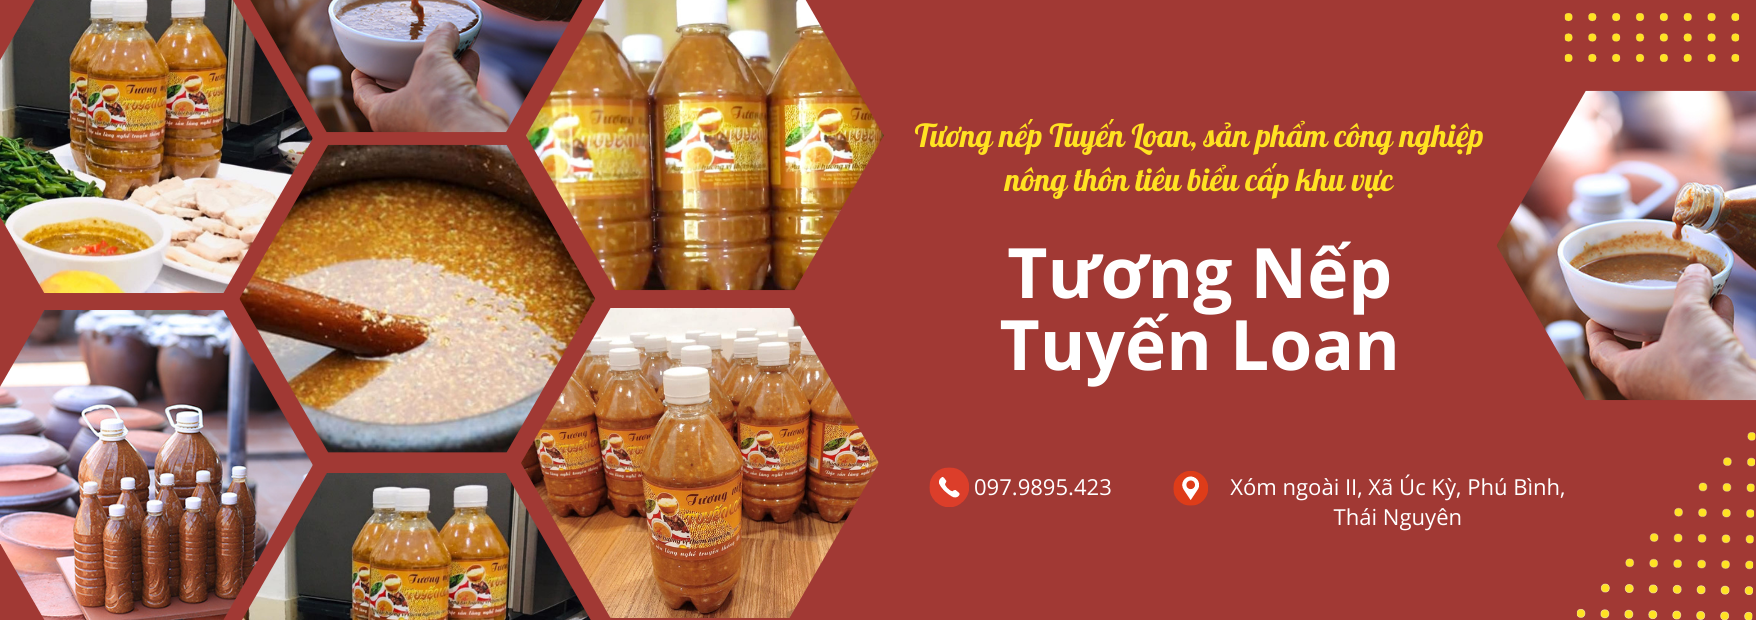 Tương nếp Tuyến Loan, sản phẩm công nghiệp
nông thôn tiêu biểu cấp khu vực
Tương Nếp
Tuyến Loan
097.9895.423
Xóm ngoài II, Xã Úc Kỳ, Phú Bình,
Thái Nguyên